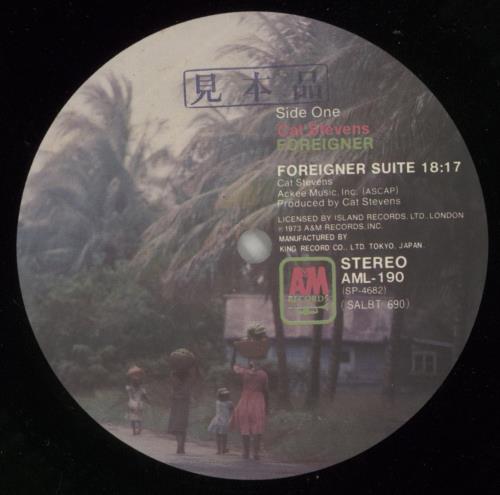 見本品
Side One
Cat Stevens
FOREIGNER
FOREIGNER SUITE 18:17
Cat Stevens
Ackee Music, Inc. (ASCAP)
Produced by Cat Stevens
LICENSED BY ISLAND RECORDS, LTD., LONDON
℗ 1973 A&M RECORDS, INC.
MANUFACTURED BY
KING RECORD CO., LTD. TOKYO, JAPAN
A&M
RECORDS
STEREO
AML-190
(SP-4682)
(SALBT 690)